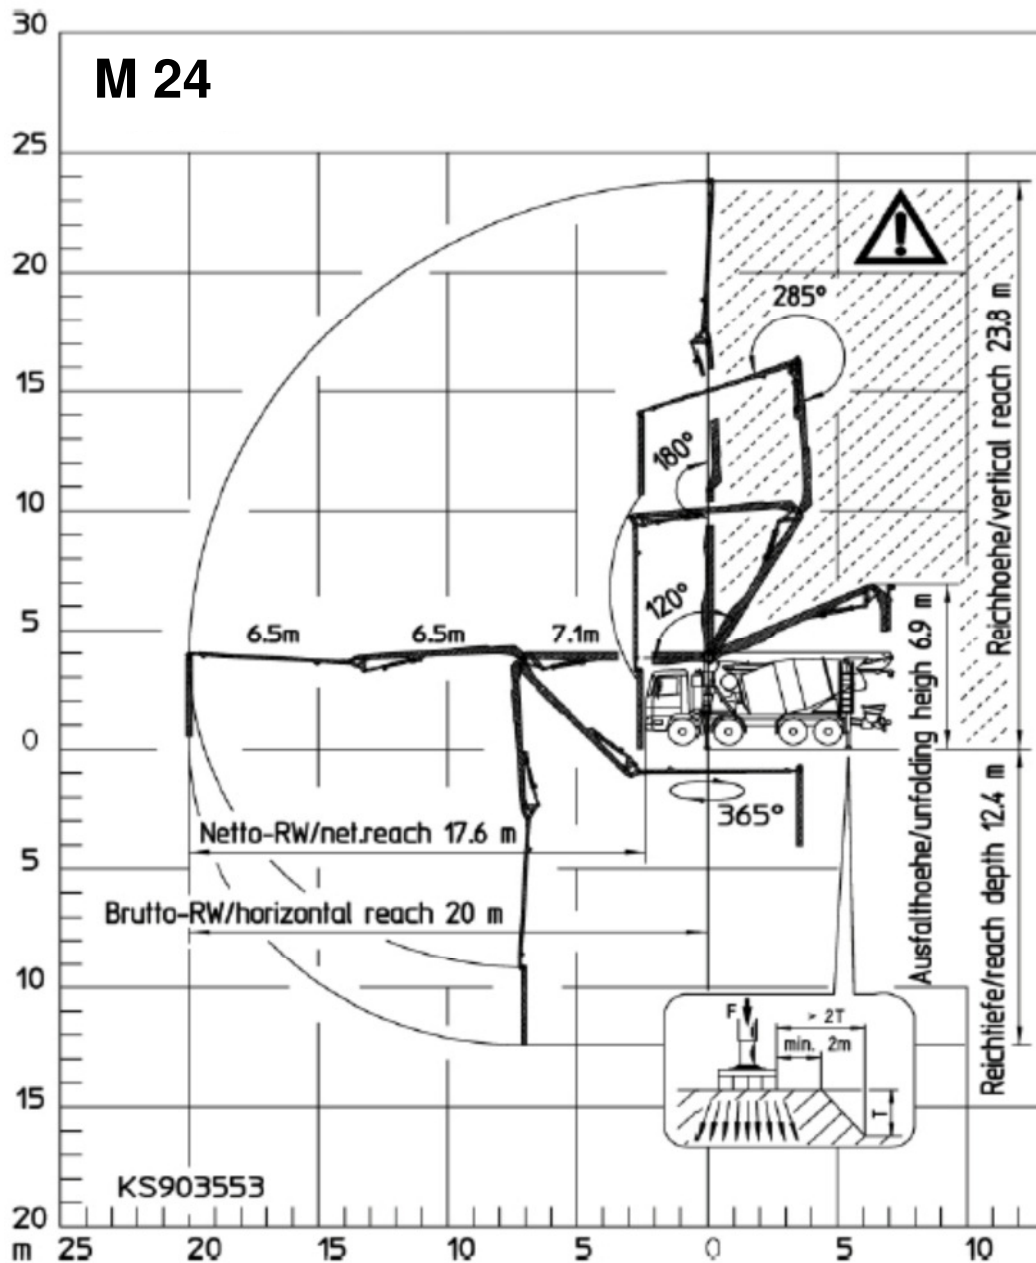 30
M 24
25
20
285°
15
180°
10
120°
5
6.5m 6.5m 7.1m
0
365°
Netto-RW/net.reach 17.6 m
5
Brutto-RW/horizontal reach 20 m
10
F
> 2T
min. 2m
T
15
KS903553
20
m 25 20 15 10 5 0 5 10
Ausfalthoehe/unfolding heigh 6.9 m
Reichhoehe/vertical reach 23.8 m
Reichtiefe/reach depth 12.4 m